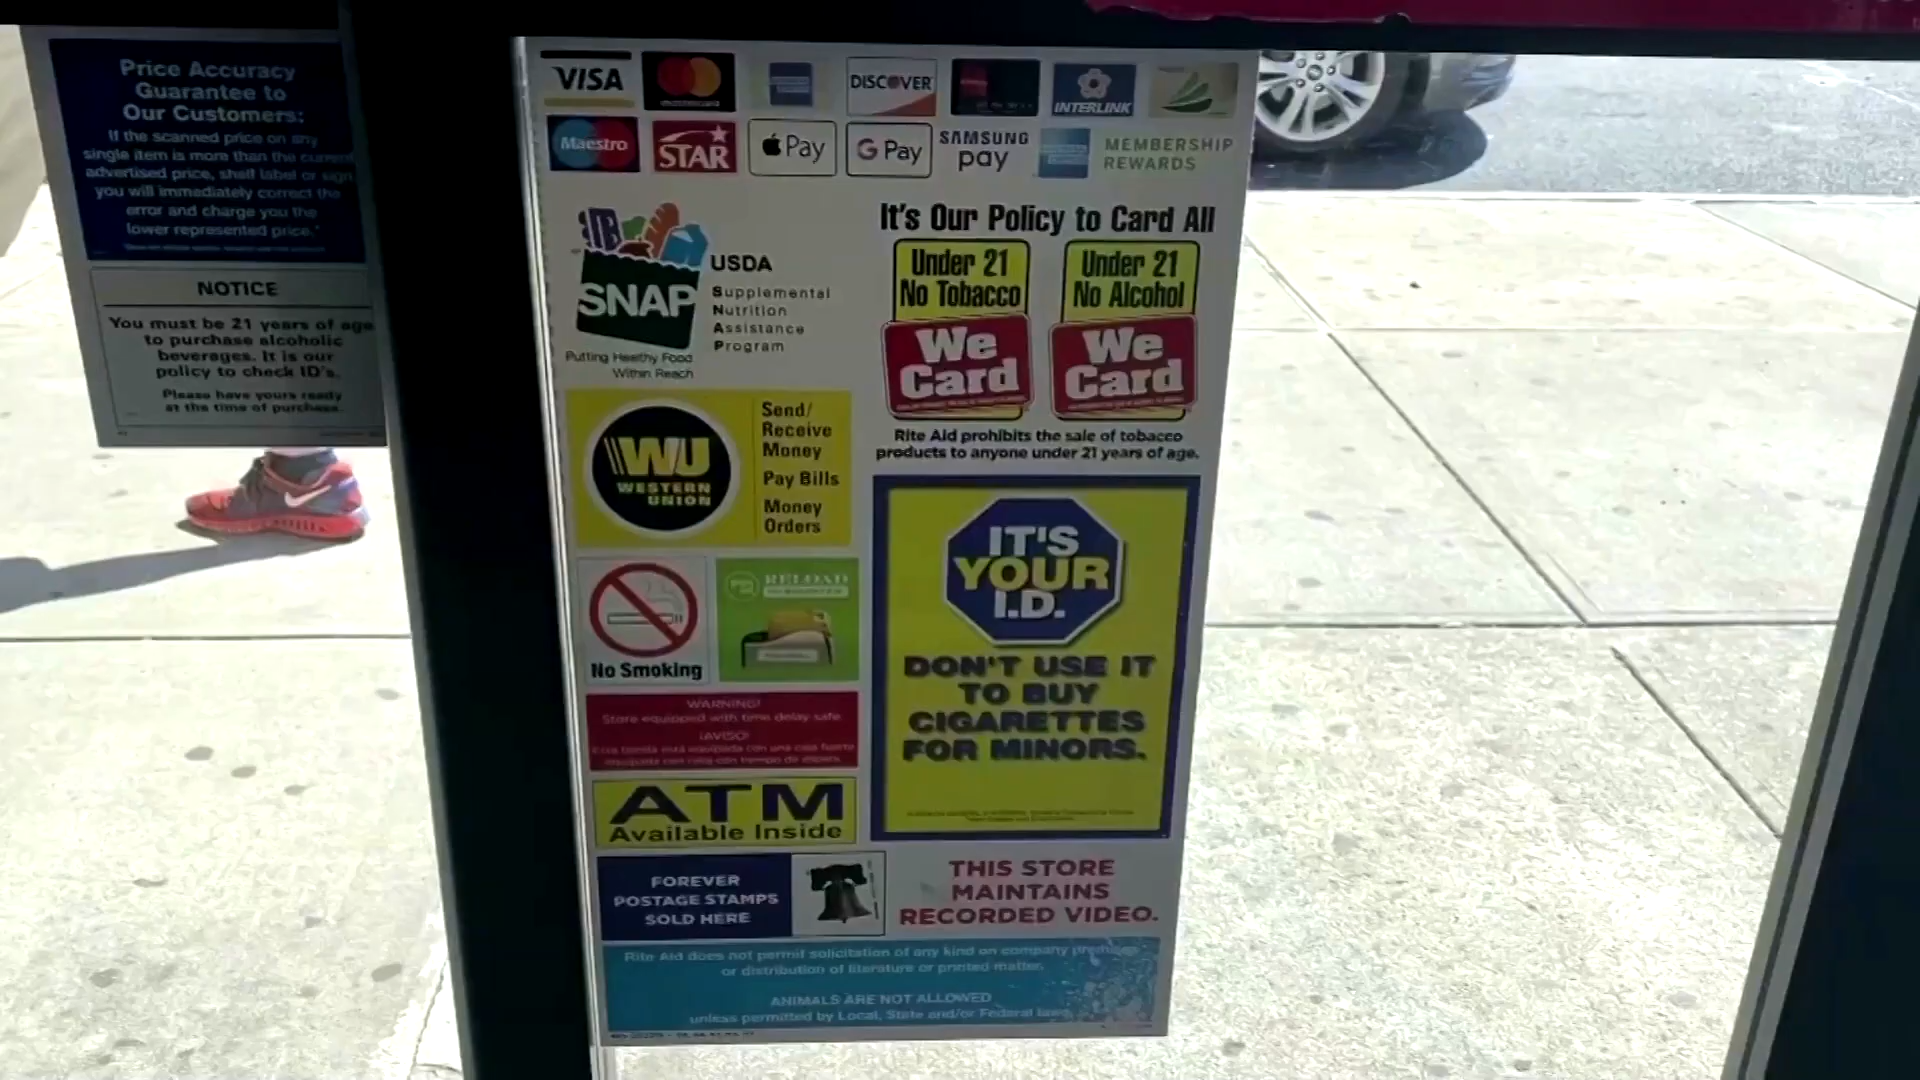 Price Accuracy
Guarantee to
Our Customers:
If the scanned price on any
single item is more than the current
advertised price, shelf label or sign
you will immediately correct the
error and charge you the
lower represented price.*
NOTICE
You must be 21 years of age
to purchase alcoholic
beverages. It is our
policy to check ID's.
Please have yours ready
at the time of purchase.
VISA
mastercard
DISCOVER
INTERLINK
Maestro
STAR
Pay
G Pay
SAMSUNG
pay
MEMBERSHIP
REWARDS
SNAP
USDA
Supplemental
Nutrition
Assistance
Program
Putting Healthy Food
Within Reach
It's Our Policy to Card All
Under 21
No Tobacco
We
Card
Under 21
No Alcohol
We
Card
Rite Aid prohibits the sale of tobacco
products to anyone under 21 years of age.
WU
WESTERN
UNION
Send/
Receive
Money
Pay Bills
Money
Orders
IT'S
YOUR
I.D.
DON'T USE IT
TO BUY
CIGARETTES
FOR MINORS.
No Smoking
RELOAD
WARNING!
Store equipped with time delay safe.
¡AVISO!
Esta tienda está equipada con una caja fuerte
ATM
Available Inside
FOREVER
POSTAGE STAMPS
SOLD HERE
THIS STORE
MAINTAINS
RECORDED VIDEO.
Rite Aid does not permit solicitation of any kind on company premises
or distribution of literature or printed matter.
ANIMALS ARE NOT ALLOWED
unless permitted by Local, State and/or Federal laws.